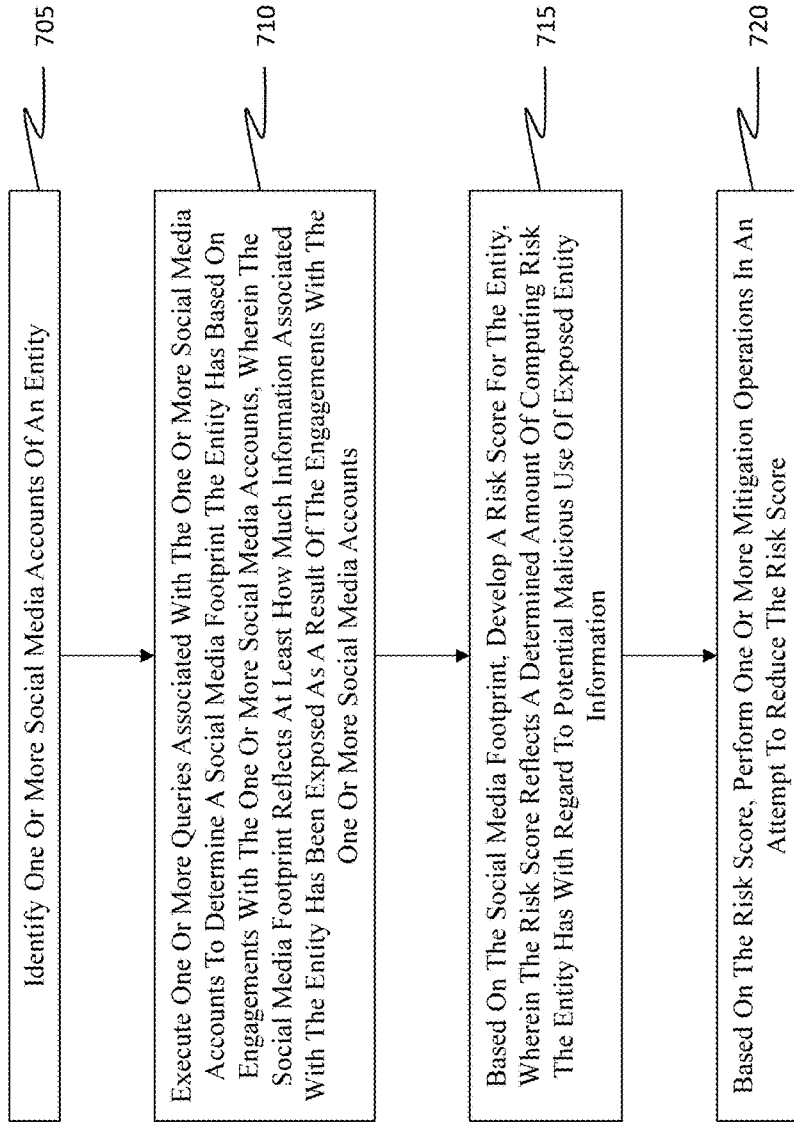 Identify One Or More Social Media Accounts Of An Entity
705
Execute One Or More Queries Associated With The One Or More Social Media
Accounts To Determine A Social Media Footprint The Entity Has Based On
Engagements With The One Or More Social Media Accounts, Wherein The
Social Media Footprint Reflects At Least How Much Information Associated
With The Entity Has Been Exposed As A Result Of The Engagements With The
One Or More Social Media Accounts
710
Based On The Social Media Footprint, Develop A Risk Score For The Entity,
Wherein The Risk Score Reflects A Determined Amount Of Computing Risk
The Entity Has With Regard To Potential Malicious Use Of Exposed Entity
Information
715
Based On The Risk Score, Perform One Or More Mitigation Operations In An
Attempt To Reduce The Risk Score
720